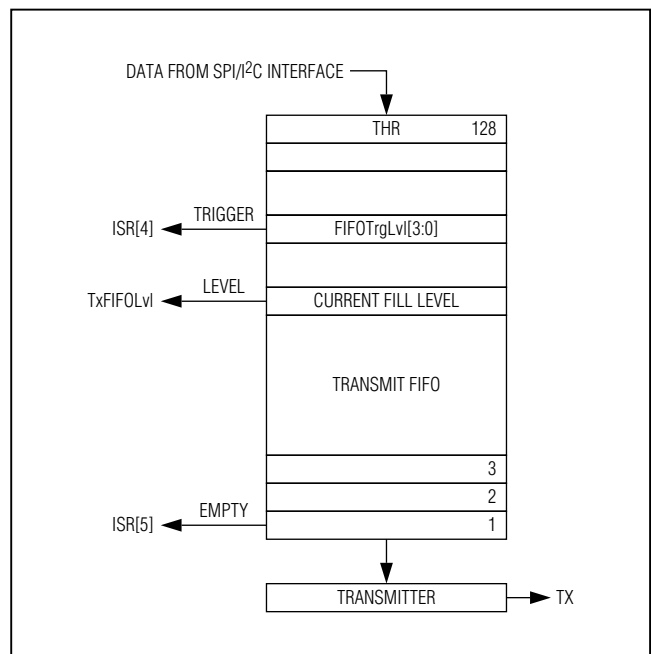 DATA FROM SPI/I²C INTERFACE
THR 128
TRIGGER
ISR[4] FIFOTrgLvl[3:0]
LEVEL
TxFIFOLvl CURRENT FILL LEVEL
TRANSMIT FIFO
3
2
EMPTY
ISR[5] 1
TRANSMITTER TX